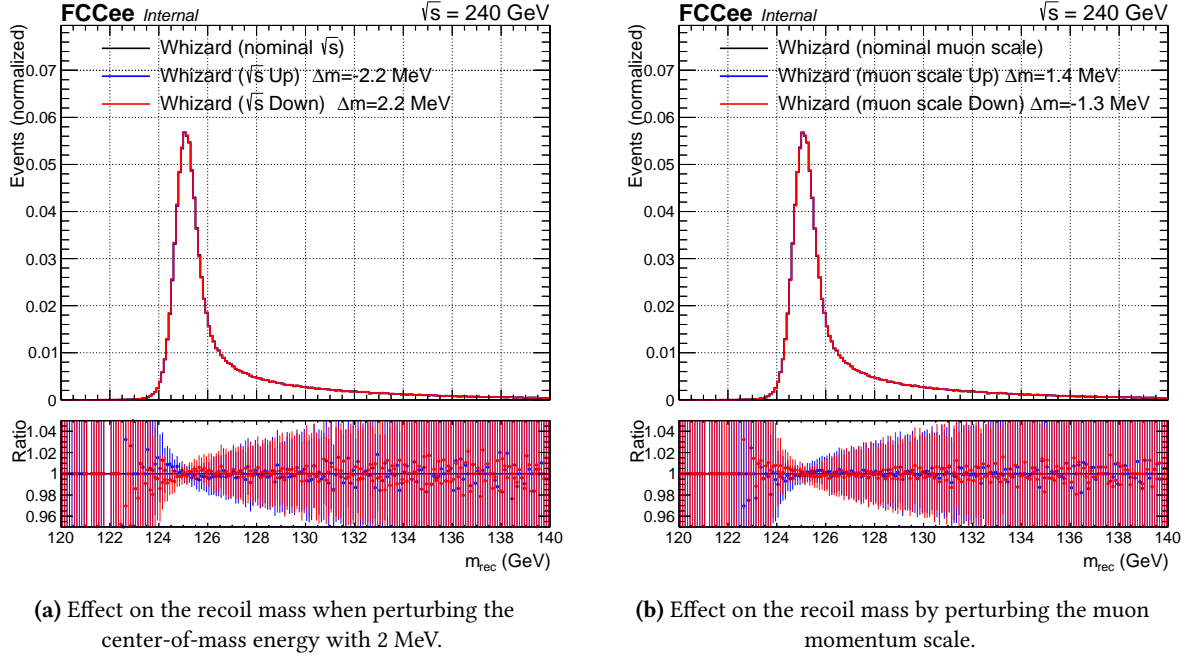 FCCee Internal
√s = 240 GeV
Whizard (nominal √s)
Whizard (√s Up) Δm=-2.2 MeV
Whizard (√s Down) Δm=2.2 MeV
Events (normalized)
0.07
0.06
0.05
0.04
0.03
0.02
0.01
0
Ratio
1.04
1.02
1
0.98
0.96
120 122 124 126 128 130 132 134 136 138 140
m_rec (GeV)
(a) Effect on the recoil mass when perturbing the
center-of-mass energy with 2 MeV.
FCCee Internal
√s = 240 GeV
Whizard (nominal muon scale)
Whizard (muon scale Up) Δm=1.4 MeV
Whizard (muon scale Down) Δm=-1.3 MeV
Events (normalized)
0.07
0.06
0.05
0.04
0.03
0.02
0.01
0
Ratio
1.04
1.02
1
0.98
0.96
120 122 124 126 128 130 132 134 136 138 140
m_rec (GeV)
(b) Effect on the recoil mass by perturbing the muon
momentum scale.